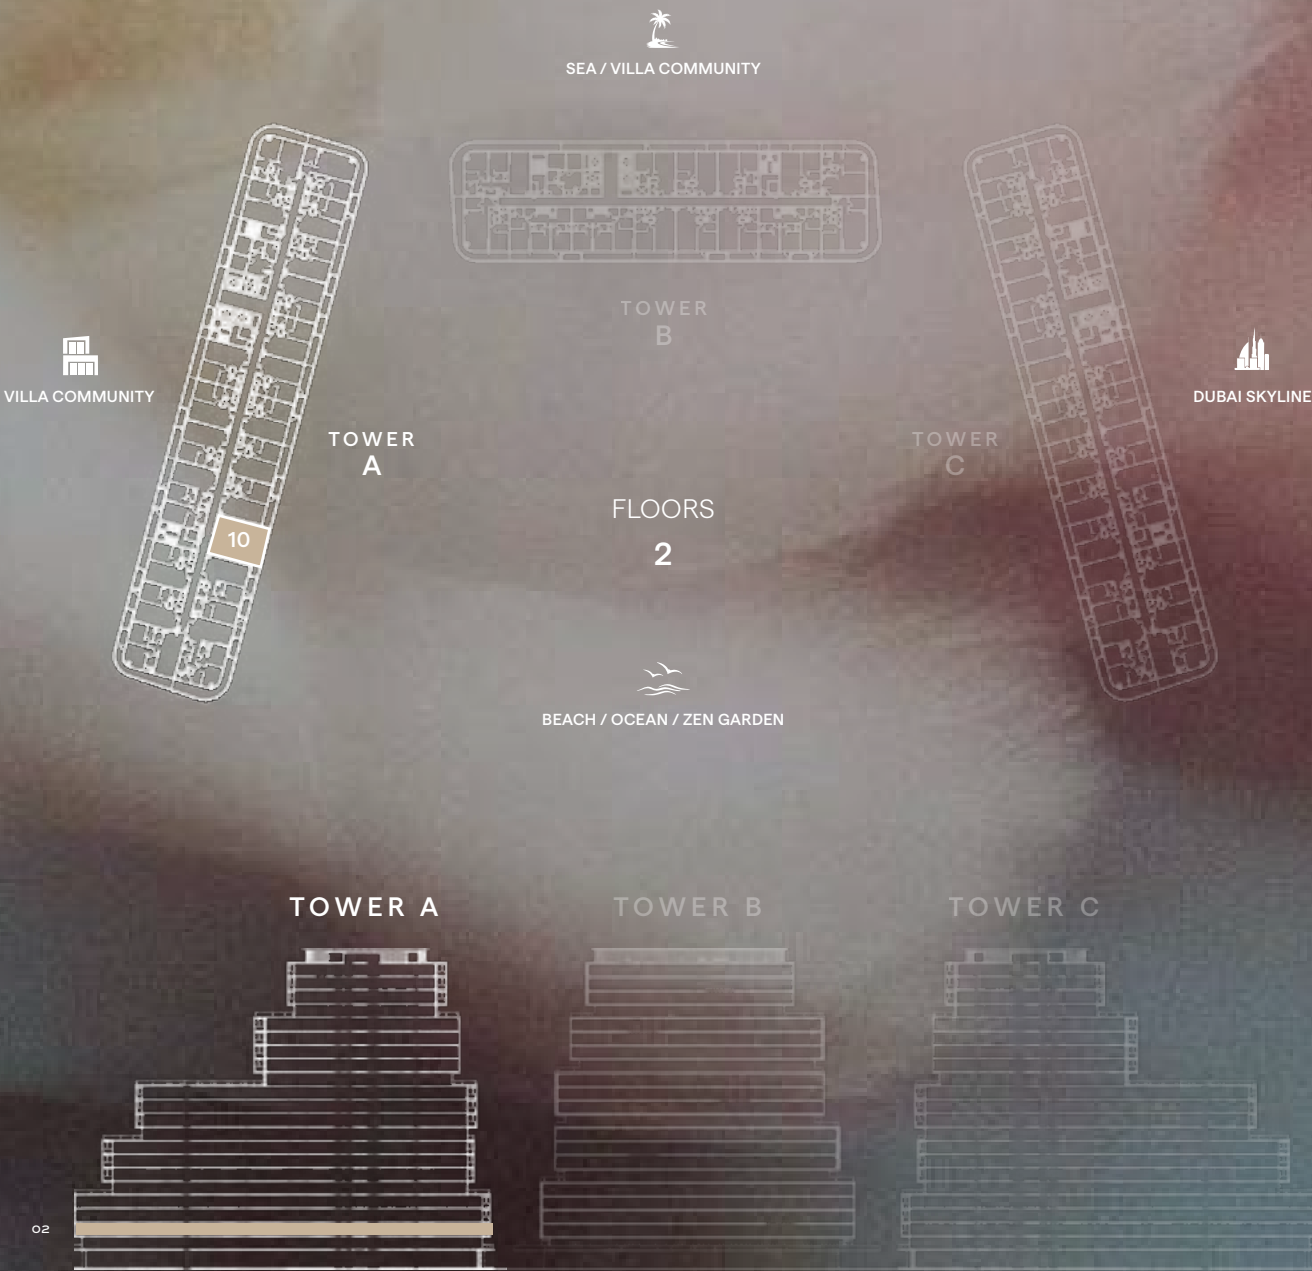 SEA / VILLA COMMUNITY
TOWER
B
VILLA COMMUNITY
DUBAI SKYLINE
TOWER
A
TOWER
C
FLOORS
2
10
BEACH / OCEAN / ZEN GARDEN
TOWER A
TOWER B
TOWER C
02